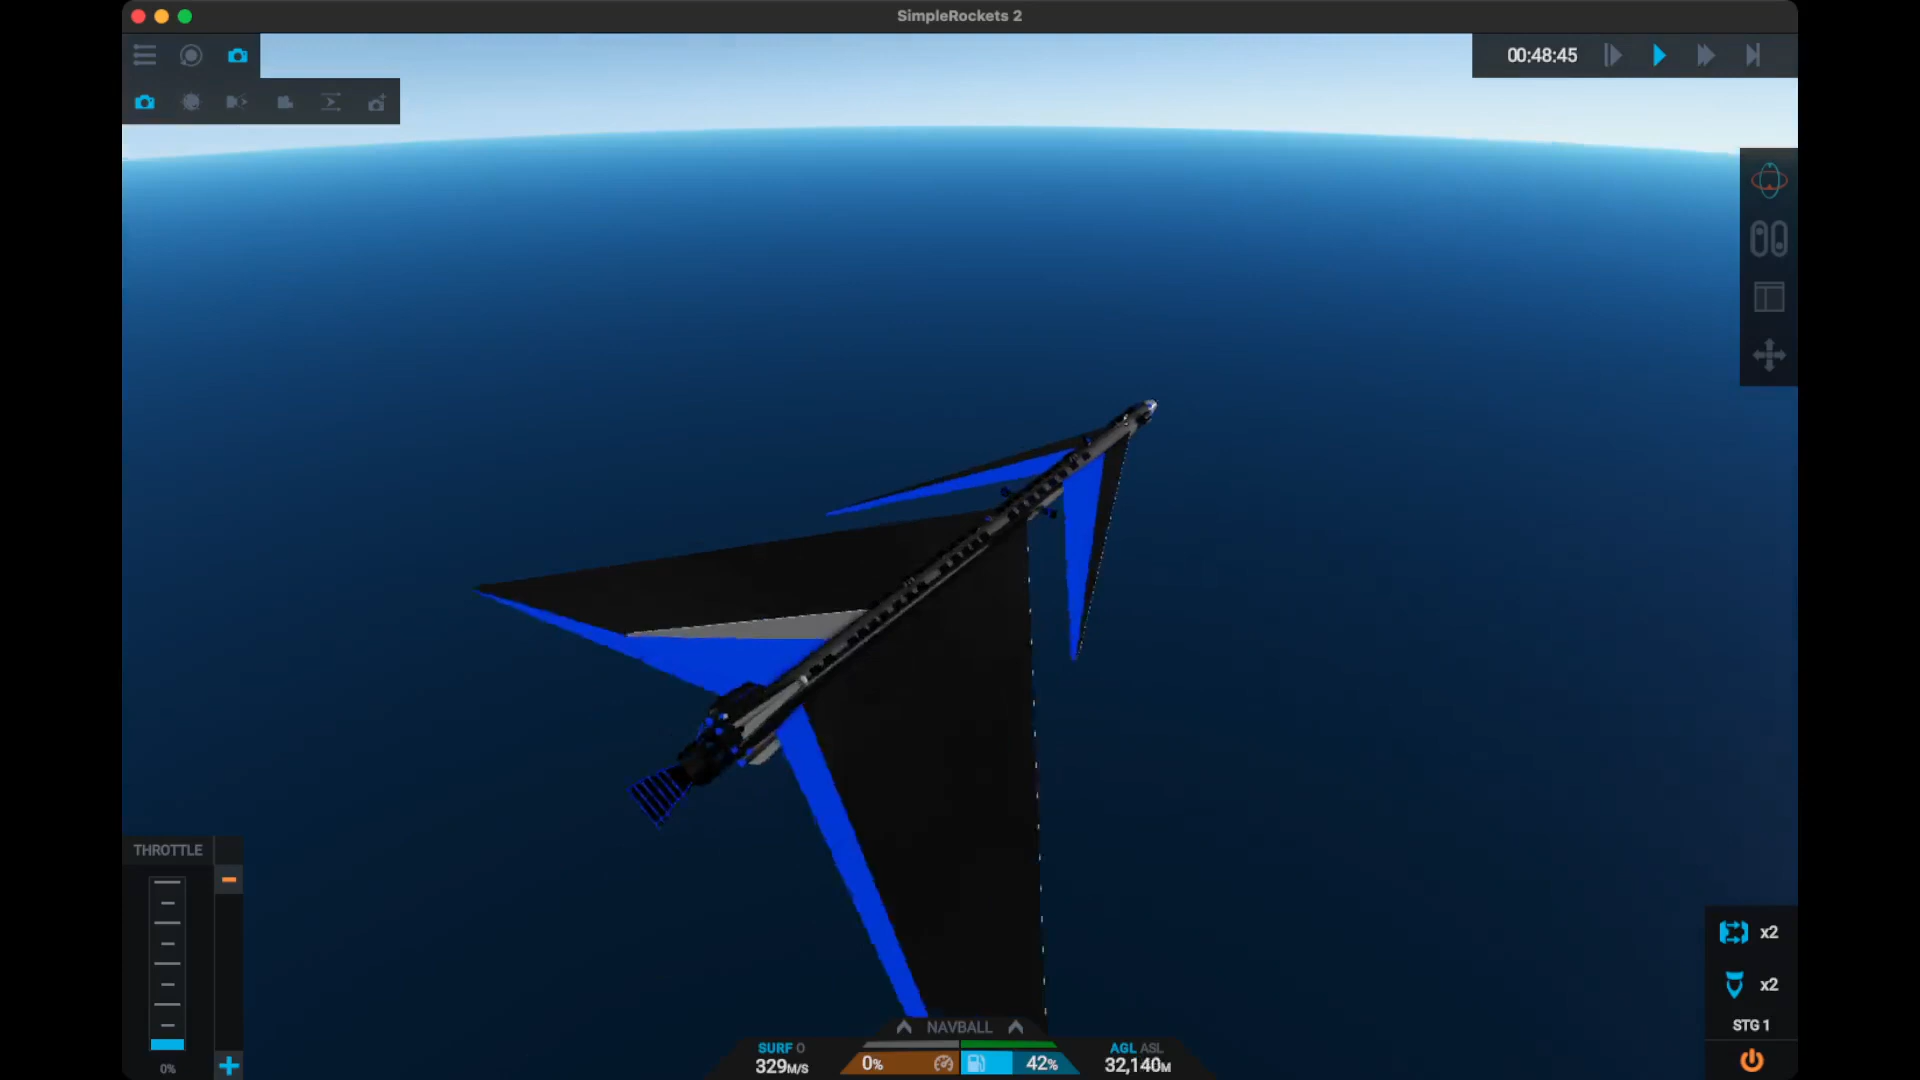 SimpleRockets 2
00:48:45
THROTTLE
0%
x2
x2
STG 1
NAVBALL
SURF O
329M/S
0%
42%
AGL ASL
32,140M